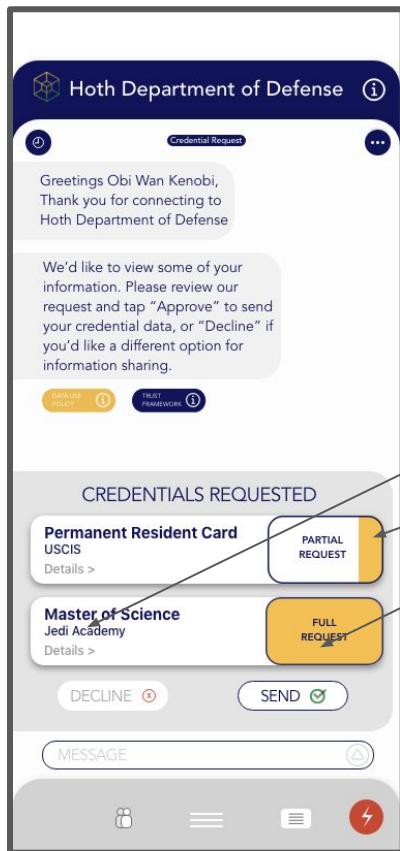 Hoth Department of Defense
Credential Request
Greetings Obi Wan Kenobi,
Thank you for connecting to
Hoth Department of Defense
We'd like to view some of your
information. Please review our
request and tap “Approve” to send
your credential data, or “Decline” if
you'd like a different option for
information sharing.
DATA USE
POLICY
TRUST
FRAMEWORK
CREDENTIALS REQUESTED
Permanent Resident Card
USCIS
Details >
PARTIAL
REQUEST
Master of Science
Jedi Academy
Details >
FULL
REQUEST
DECLINE
SEND
MESSAGE